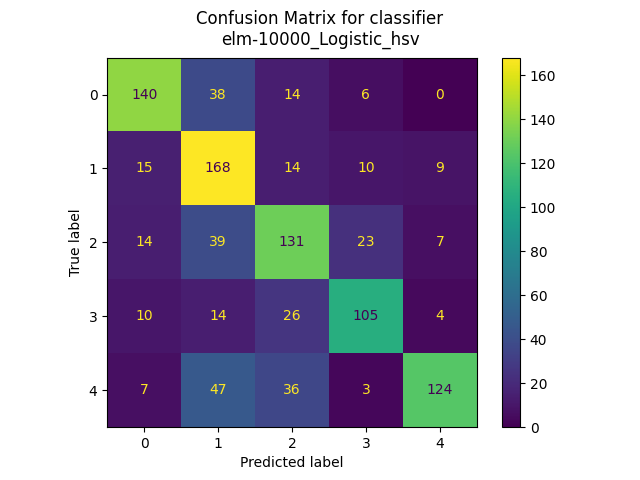 Confusion Matrix for classifier
elm-10000_Logistic_hsv
True label
0 140 38 14 6 0
1 15 168 14 10 9
2 14 39 131 23 7
3 10 14 26 105 4
4 7 47 36 3 124
0 1 2 3 4
Predicted label
160
140
120
100
80
60
40
20
0